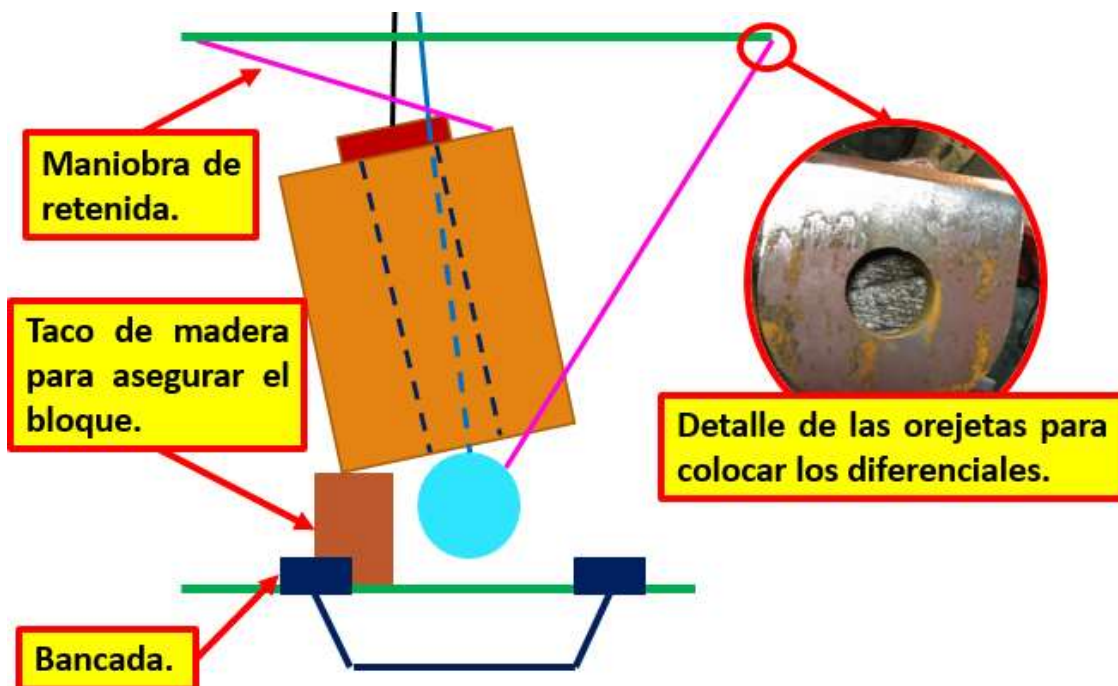 Maniobra de
retenida.
Taco de madera
para asegurar el
bloque.
Detalle de las orejetas para
colocar los diferenciales.
Bancada.